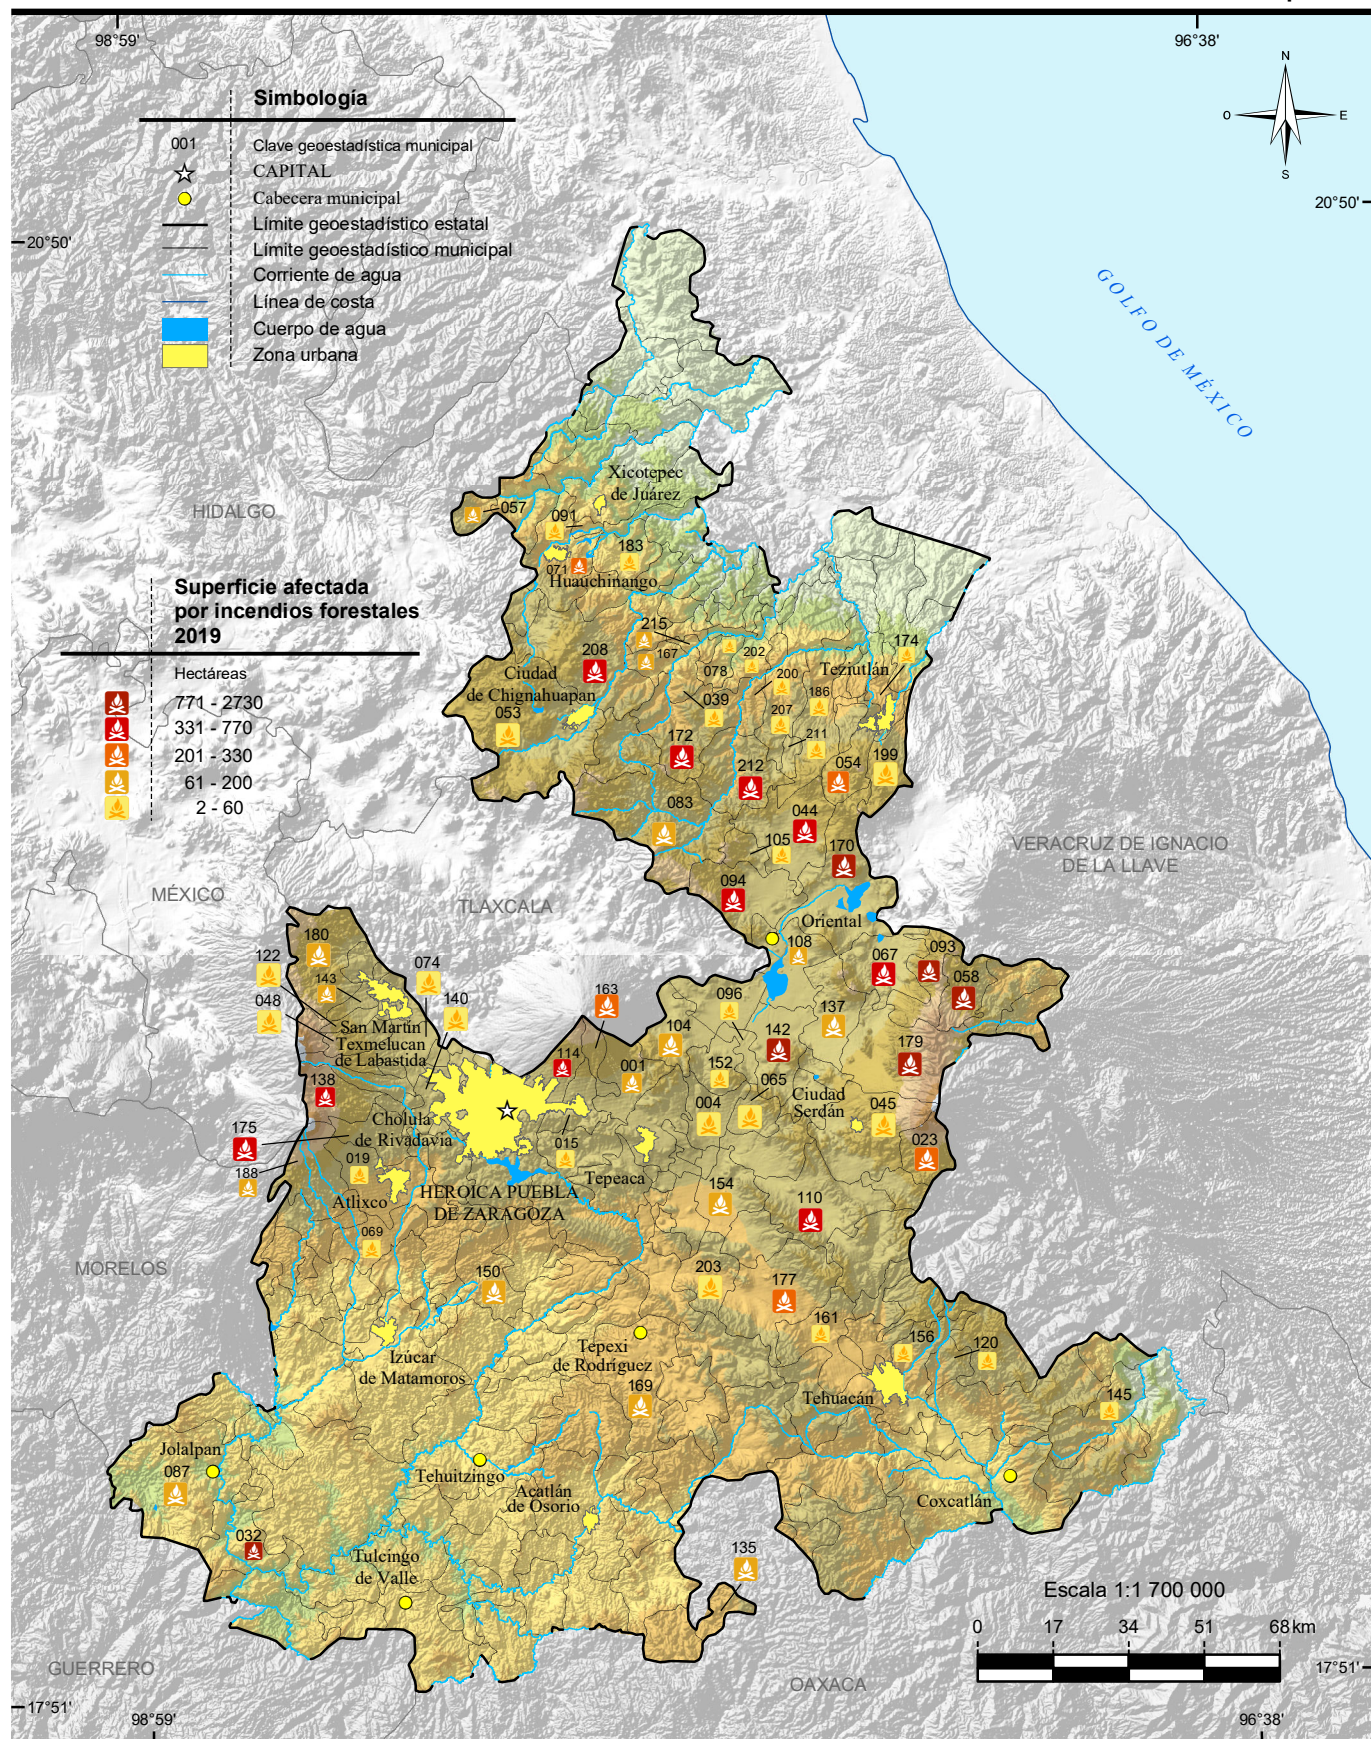 98°59'
96°38'
N
O
E
S
Simbología
001
Clave geoestadística municipal
CAPITAL
Cabecera municipal
Límite geoestadístico estatal
Límite geoestadístico municipal
Corriente de agua
Línea de costa
Cuerpo de agua
Zona urbana
20°50'
20°50'
GOLFO DE MÉXICO
Xicotepec
de Juárez
HIDALGO
057
091
183
071
Huauchinango
Superficie afectada
por incendios forestales
2019
Hectáreas
771 - 2730
331 - 770
201 - 330
61 - 200
2 - 60
215
167
208
202
078
200
174
Teziutlán
Ciudad
de Chignahuapan
039
186
207
053
211
172
212
054
199
083
044
105
170
094
VERACRUZ DE IGNACIO
DE LA LLAVE
MÉXICO
TLAXCALA
Oriental
180
122
143
074
048
140
108
067
093
058
163
096
137
San Martín
Texmelucan
de Labastida
104
142
179
114
001
152
065
138
Cholula
de Rivadavia
004
Ciudad
Serdán
045
175
015
023
188
019
Tepeaca
HEROICA PUEBLA
DE ZARAGOZA
Atlixco
154
110
069
MORELOS
150
203
177
161
156
120
Izúcar
de Matamoros
Tepexi
de Rodríguez
169
Tehuacán
145
Jolalpan
087
Tehuitzingo
Acatlán
de Osorio
Coxcatlán
032
Tulcingo
de Valle
135
Escala 1:1 700 000
0
17
34
51
68 km
GUERRERO
OAXACA
17°51'
17°51'
98°59'
96°38'